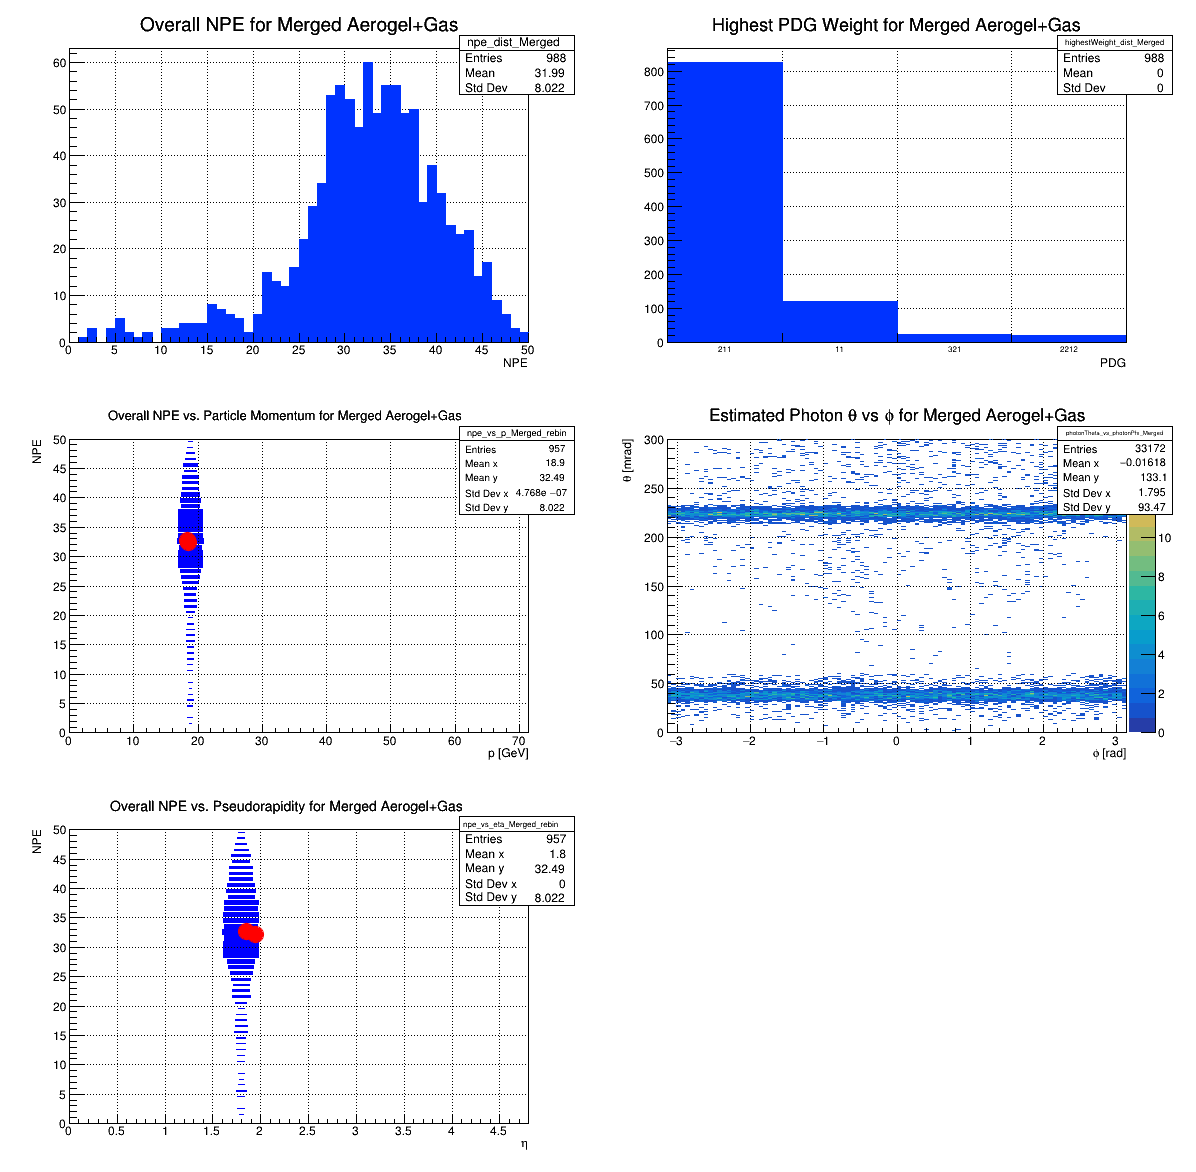 Overall NPE for Merged Aerogel+Gas
npe_dist_Merged
Entries 988
Mean 31.99
Std Dev 8.022
60
50
40
30
20
10
0
0 5 10 15 20 25 30 35 40 45 50
NPE
Highest PDG Weight for Merged Aerogel+Gas
highestWeight_dist_Merged
Entries 988
Mean 0
Std Dev 0
800
700
600
500
400
300
200
100
0
211 11 321 2212
PDG
Overall NPE vs. Particle Momentum for Merged Aerogel+Gas
npe_vs_p_Merged_rebin
Entries 957
Mean x 18.9
Mean y 32.49
Std Dev x 4.768e −07
Std Dev y 8.022
NPE
50
45
40
35
30
25
20
15
10
5
0
0 10 20 30 40 50 60 70
p [GeV]
Estimated Photon θ vs ϕ for Merged Aerogel+Gas
photonTheta_vs_photonPhi_Merged
Entries 33172
Mean x −0.01618
Mean y 133.1
Std Dev x 1.795
Std Dev y 93.47
θ [mrad]
300
250
200
150
100
50
0
−3 −2 −1 0 1 2 3
ϕ [rad]
10
8
6
4
2
0
Overall NPE vs. Pseudorapidity for Merged Aerogel+Gas
npe_vs_eta_Merged_rebin
Entries 957
Mean x 1.8
Mean y 32.49
Std Dev x 0
Std Dev y 8.022
NPE
50
45
40
35
30
25
20
15
10
5
0
0 0.5 1 1.5 2 2.5 3 3.5 4 4.5
η